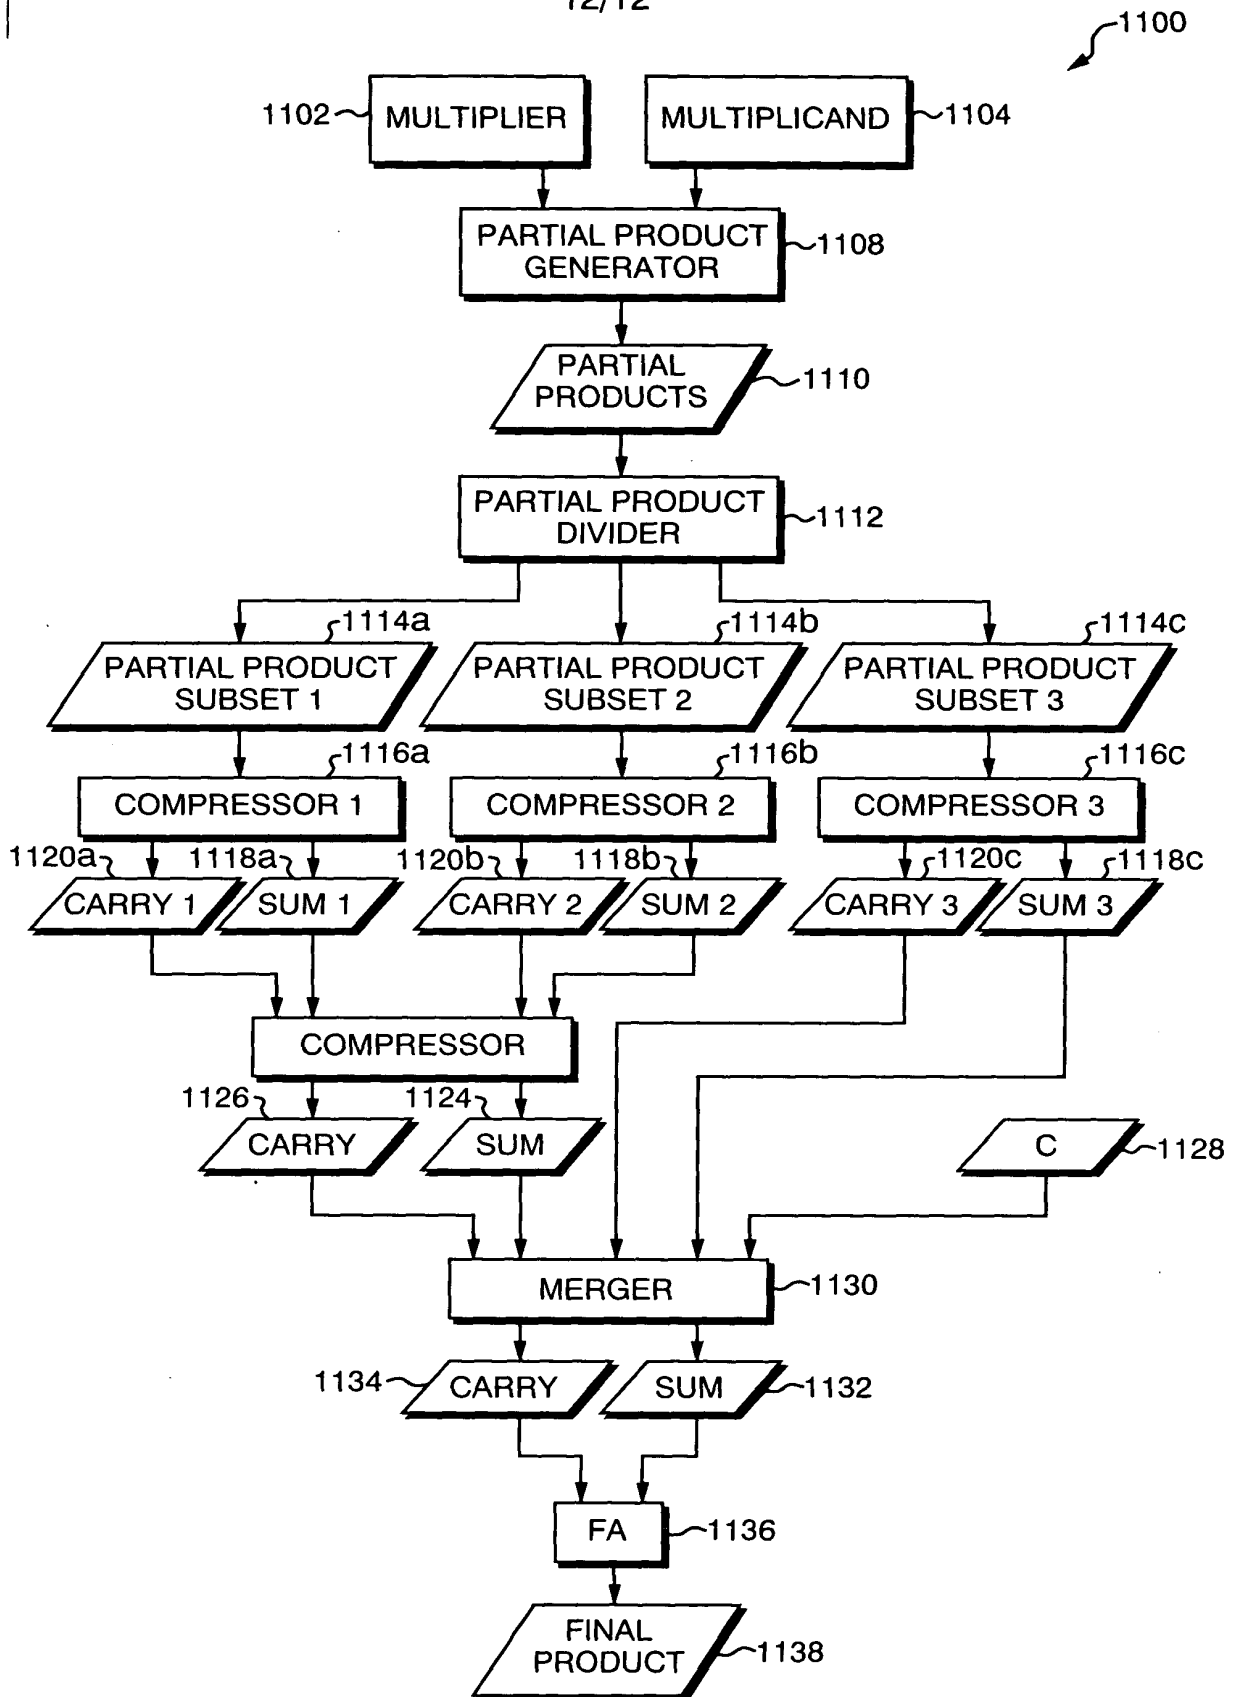 12/12
1100
1102
MULTIPLIER
MULTIPLICAND
1104
PARTIAL PRODUCT
GENERATOR
1108
PARTIAL
PRODUCTS
1110
PARTIAL PRODUCT
DIVIDER
1112
1114a
1114b
1114c
PARTIAL PRODUCT
SUBSET 1
PARTIAL PRODUCT
SUBSET 2
PARTIAL PRODUCT
SUBSET 3
1116a
1116b
1116c
COMPRESSOR 1
COMPRESSOR 2
COMPRESSOR 3
1120a
1118a
1120b
1118b
1120c
1118c
CARRY 1
SUM 1
CARRY 2
SUM 2
CARRY 3
SUM 3
COMPRESSOR
1126
1124
CARRY
SUM
C
1128
MERGER
1130
1134
CARRY
SUM
1132
FA
1136
FINAL
PRODUCT
1138